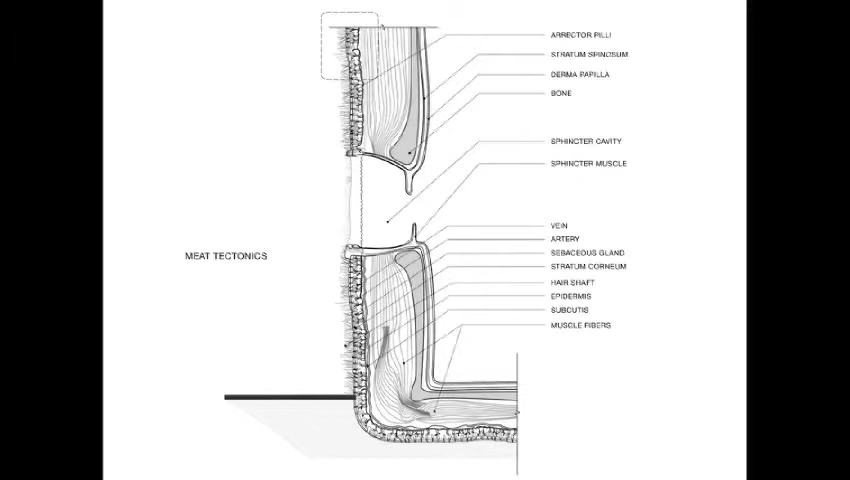 ARRECTOR PILLI
STRATUM SPINOSUM
DERMA PAPILLA
BONE
SPHINCTER CAVITY
SPHINCTER MUSCLE
VEIN
ARTERY
SEBACEOUS GLAND
STRATUM CORNEUM
HAIR SHAFT
EPIDERMIS
SUBCUTIS
MUSCLE FIBERS
MEAT TECTONICS